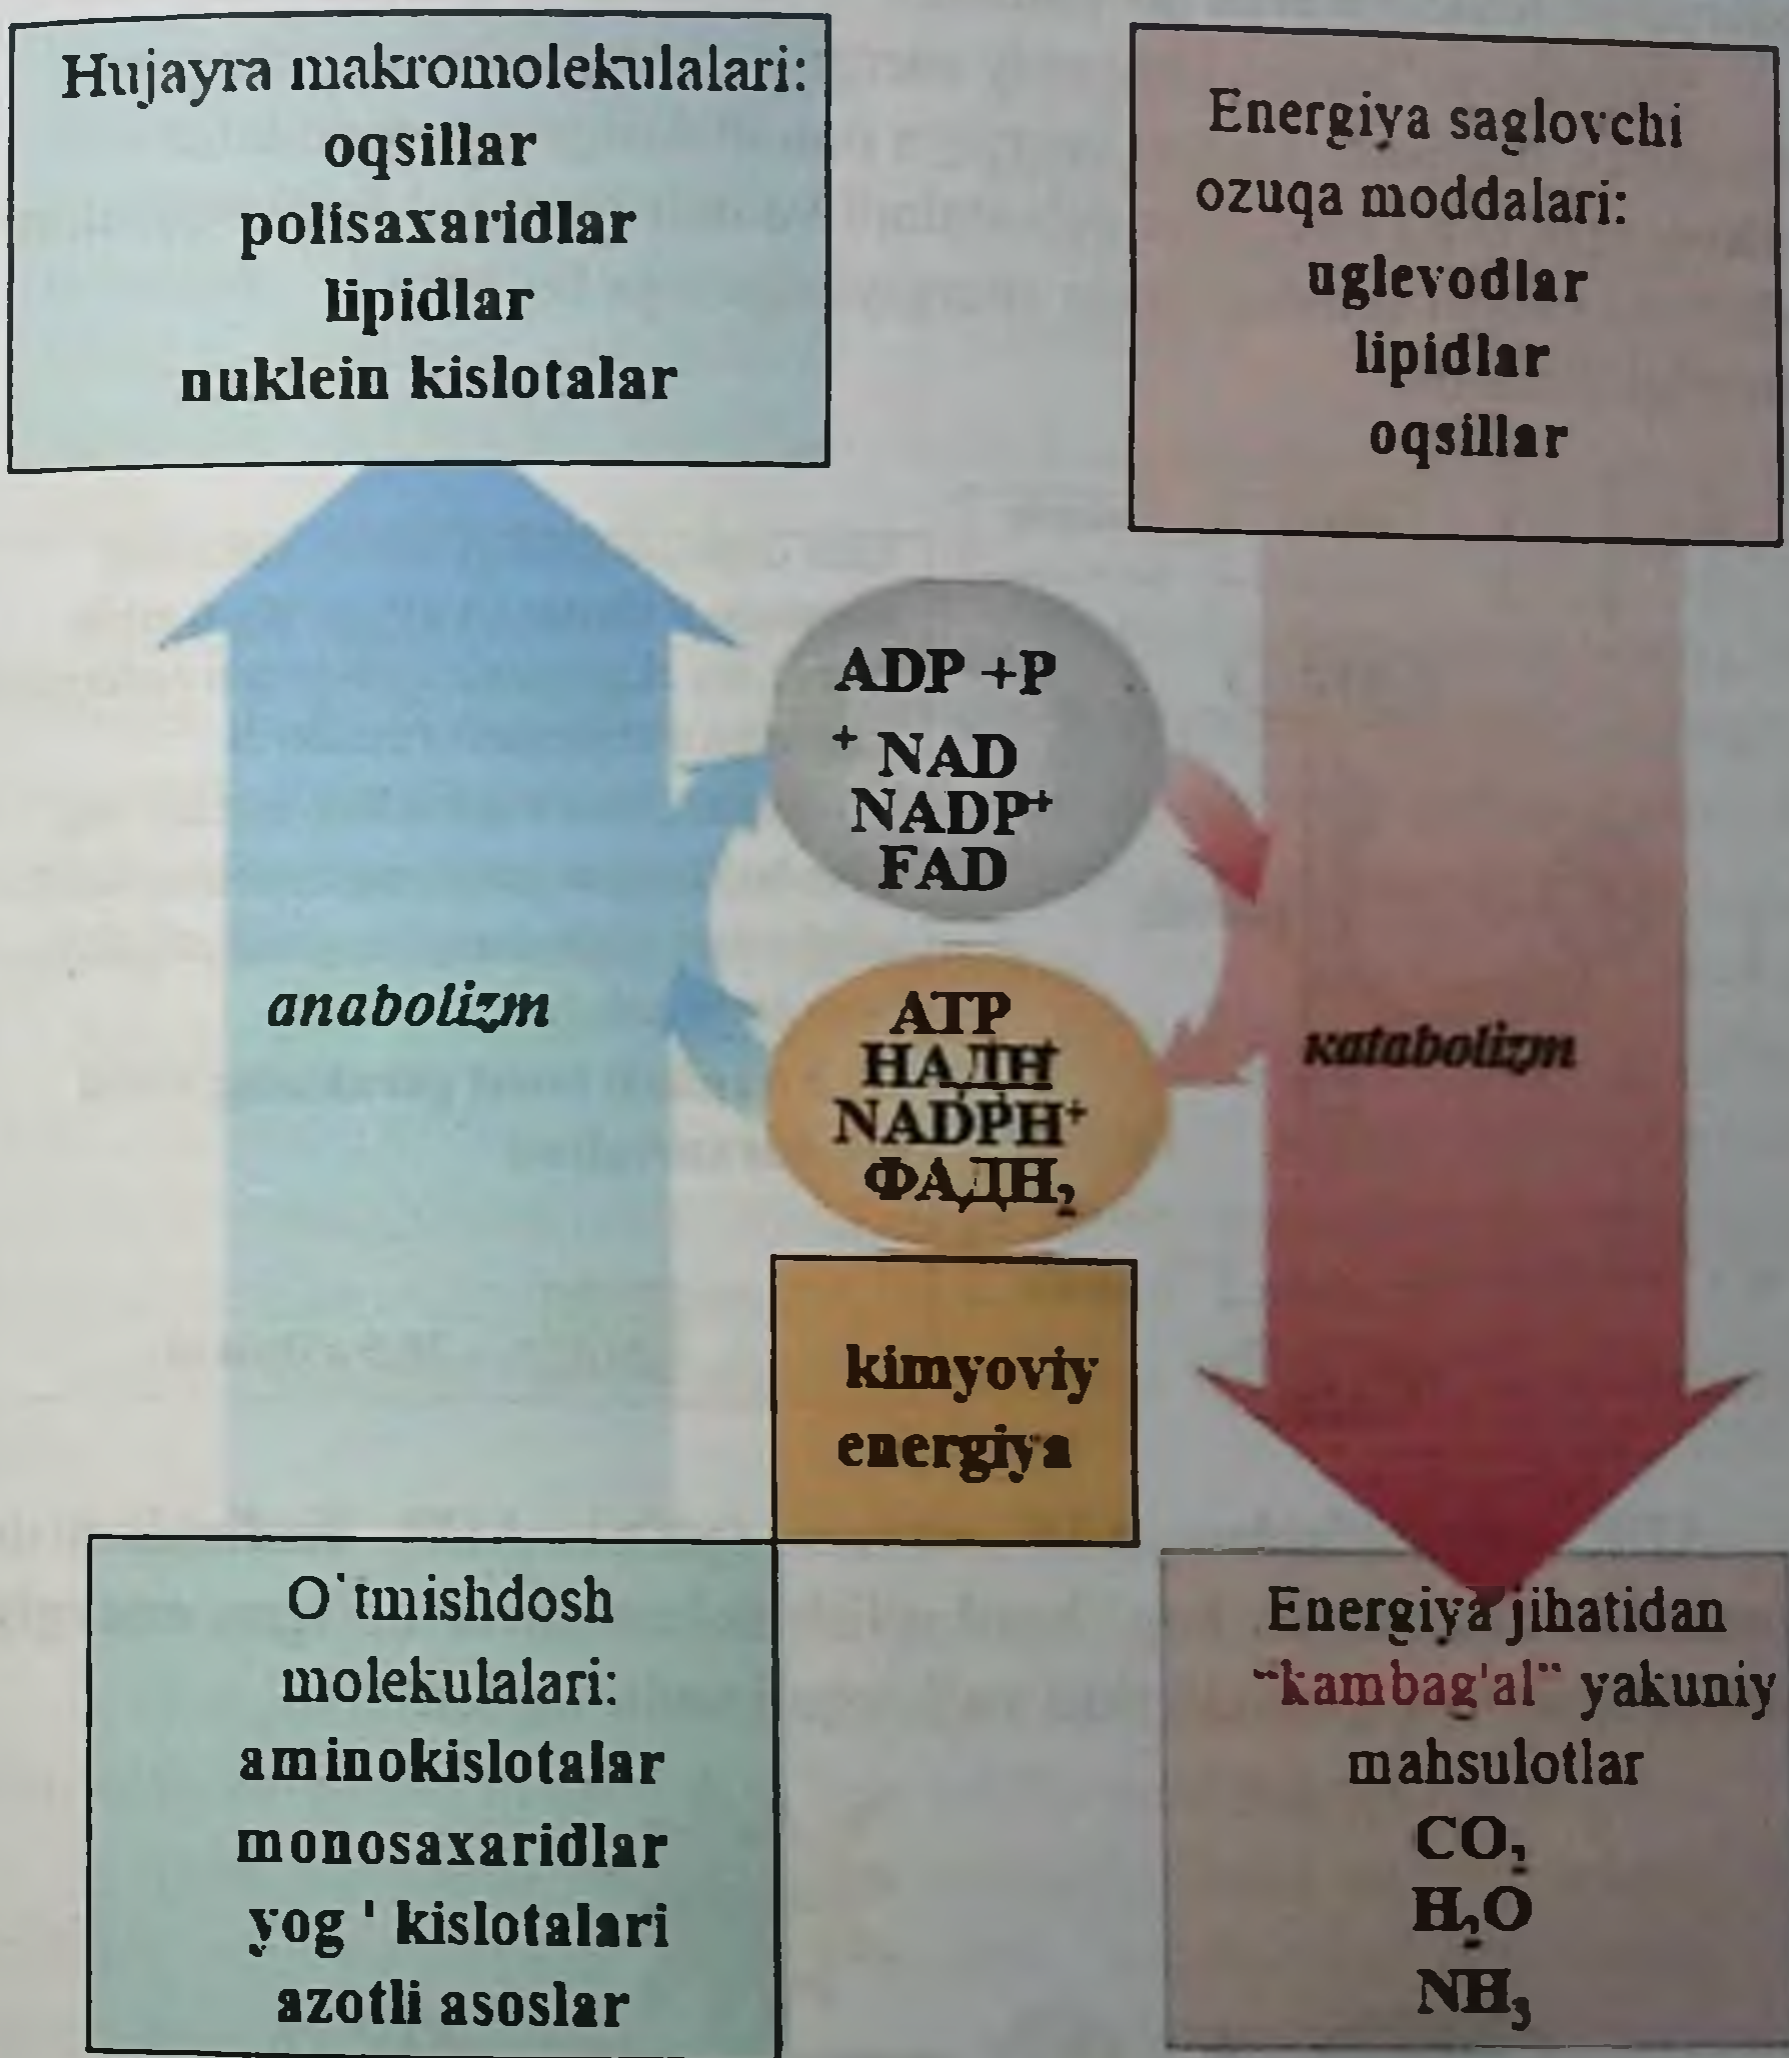 Hujayra makromolekulalari:
oqsillar
polisaxaridlar
lipidlar
nuklein kislotalar
Energiya saglovchi
ozuqa moddalari:
uglevodlar
lipidlar
oqsillar
ADP +P
⁺ NAD
NADP⁺
FAD
anabolizm
ATP
НАДН⁺
NADPH⁺
ФАДН₂
катаbolizm
kimyoviy
energiya
O`tmishdosh
molekulalari:
aminokislotalar
monosaxaridlar
yog ' kislotalari
azotli asoslar
Energiya jihatidan
“kambag'al” yakuniy
mahsulotlar
CO₂
H₂O
NH₃